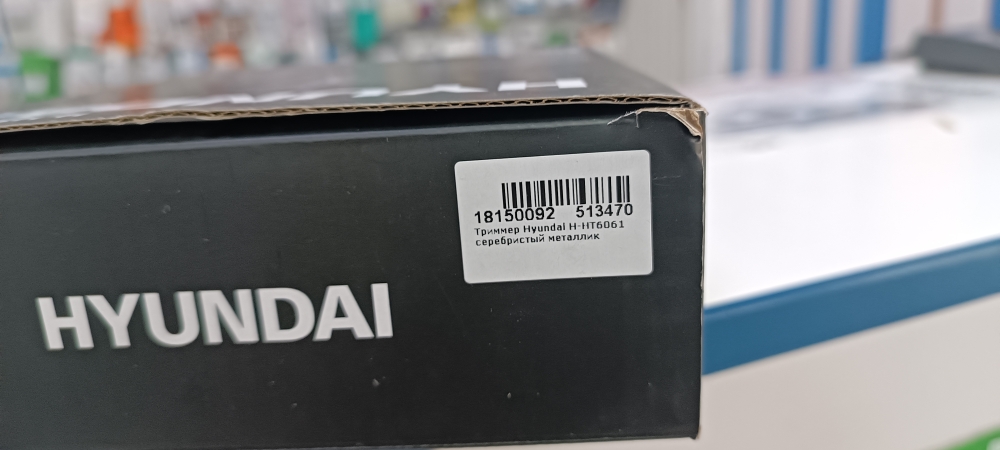 18150092 513470
Триммер Hyundai H-HT6061
серебристый металлик
HYUNDAI